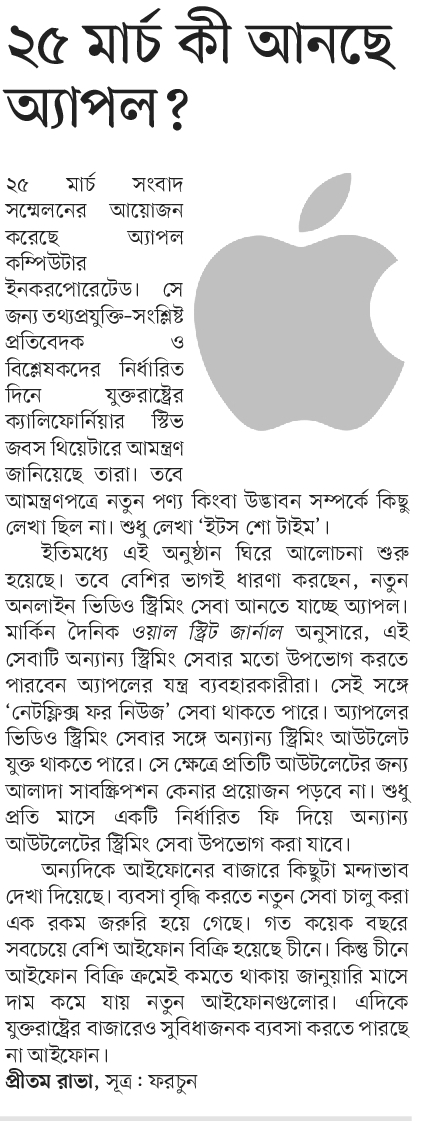 ২৫ মার্চ কী আনছে
অ্যাপল?
২৫ মার্চ সংবাদ
সম্মেলনের আয়োজন
করেছে অ্যাপল
কম্পিউটার
ইনকরপোরেটেড। সে
জন্য তথ্যপ্রযুক্তি-সংশ্লিষ্ট
প্রতিবেদক ও
বিশ্লেষকদের নির্ধারিত
দিনে যুক্তরাষ্ট্রের
ক্যালিফোর্নিয়ার স্টিভ
জবস থিয়েটারে আমন্ত্রণ
জানিয়েছে তারা। তবে
আমন্ত্রণপত্রে নতুন পণ্য কিংবা উদ্ভাবন সম্পর্কে কিছু
লেখা ছিল না। শুধু লেখা ‘ইটস শো টাইম’।
ইতিমধ্যে এই অনুষ্ঠান ঘিরে আলোচনা শুরু
হয়েছে। তবে বেশির ভাগই ধারণা করছেন, নতুন
অনলাইন ভিডিও স্ট্রিমিং সেবা আনতে যাচ্ছে অ্যাপল।
মার্কিন দৈনিক ওয়াল স্ট্রিট জার্নাল অনুসারে, এই
সেবাটি অন্যান্য স্ট্রিমিং সেবার মতো উপভোগ করতে
পারবেন অ্যাপলের যন্ত্র ব্যবহারকারীরা। সেই সঙ্গে
‘নেটফ্লিক্স ফর নিউজ’ সেবা থাকতে পারে। অ্যাপলের
ভিডিও স্ট্রিমিং সেবার সঙ্গে অন্যান্য স্ট্রিমিং আউটলেট
যুক্ত থাকতে পারে। সে ক্ষেত্রে প্রতিটি আউটলেটের জন্য
আলাদা সাবস্ক্রিপশন কেনার প্রয়োজন পড়বে না। শুধু
প্রতি মাসে একটি নির্ধারিত ফি দিয়ে অন্যান্য
আউটলেটের স্ট্রিমিং সেবা উপভোগ করা যাবে।
অন্যদিকে আইফোনের বাজারে কিছুটা মন্দাভাব
দেখা দিয়েছে। ব্যবসা বৃদ্ধি করতে নতুন সেবা চালু করা
এক রকম জরুরি হয়ে গেছে। গত কয়েক বছরে
সবচেয়ে বেশি আইফোন বিক্রি হয়েছে চীনে। কিন্তু চীনে
আইফোন বিক্রি ক্রমেই কমতে থাকায় জানুয়ারি মাসে
দাম কমে যায় নতুন আইফোনগুলোর। এদিকে
যুক্তরাষ্ট্রের বাজারেও সুবিধাজনক ব্যবসা করতে পারছে
না আইফোন।
প্রীতম রাভা, সূত্র : ফরচুন